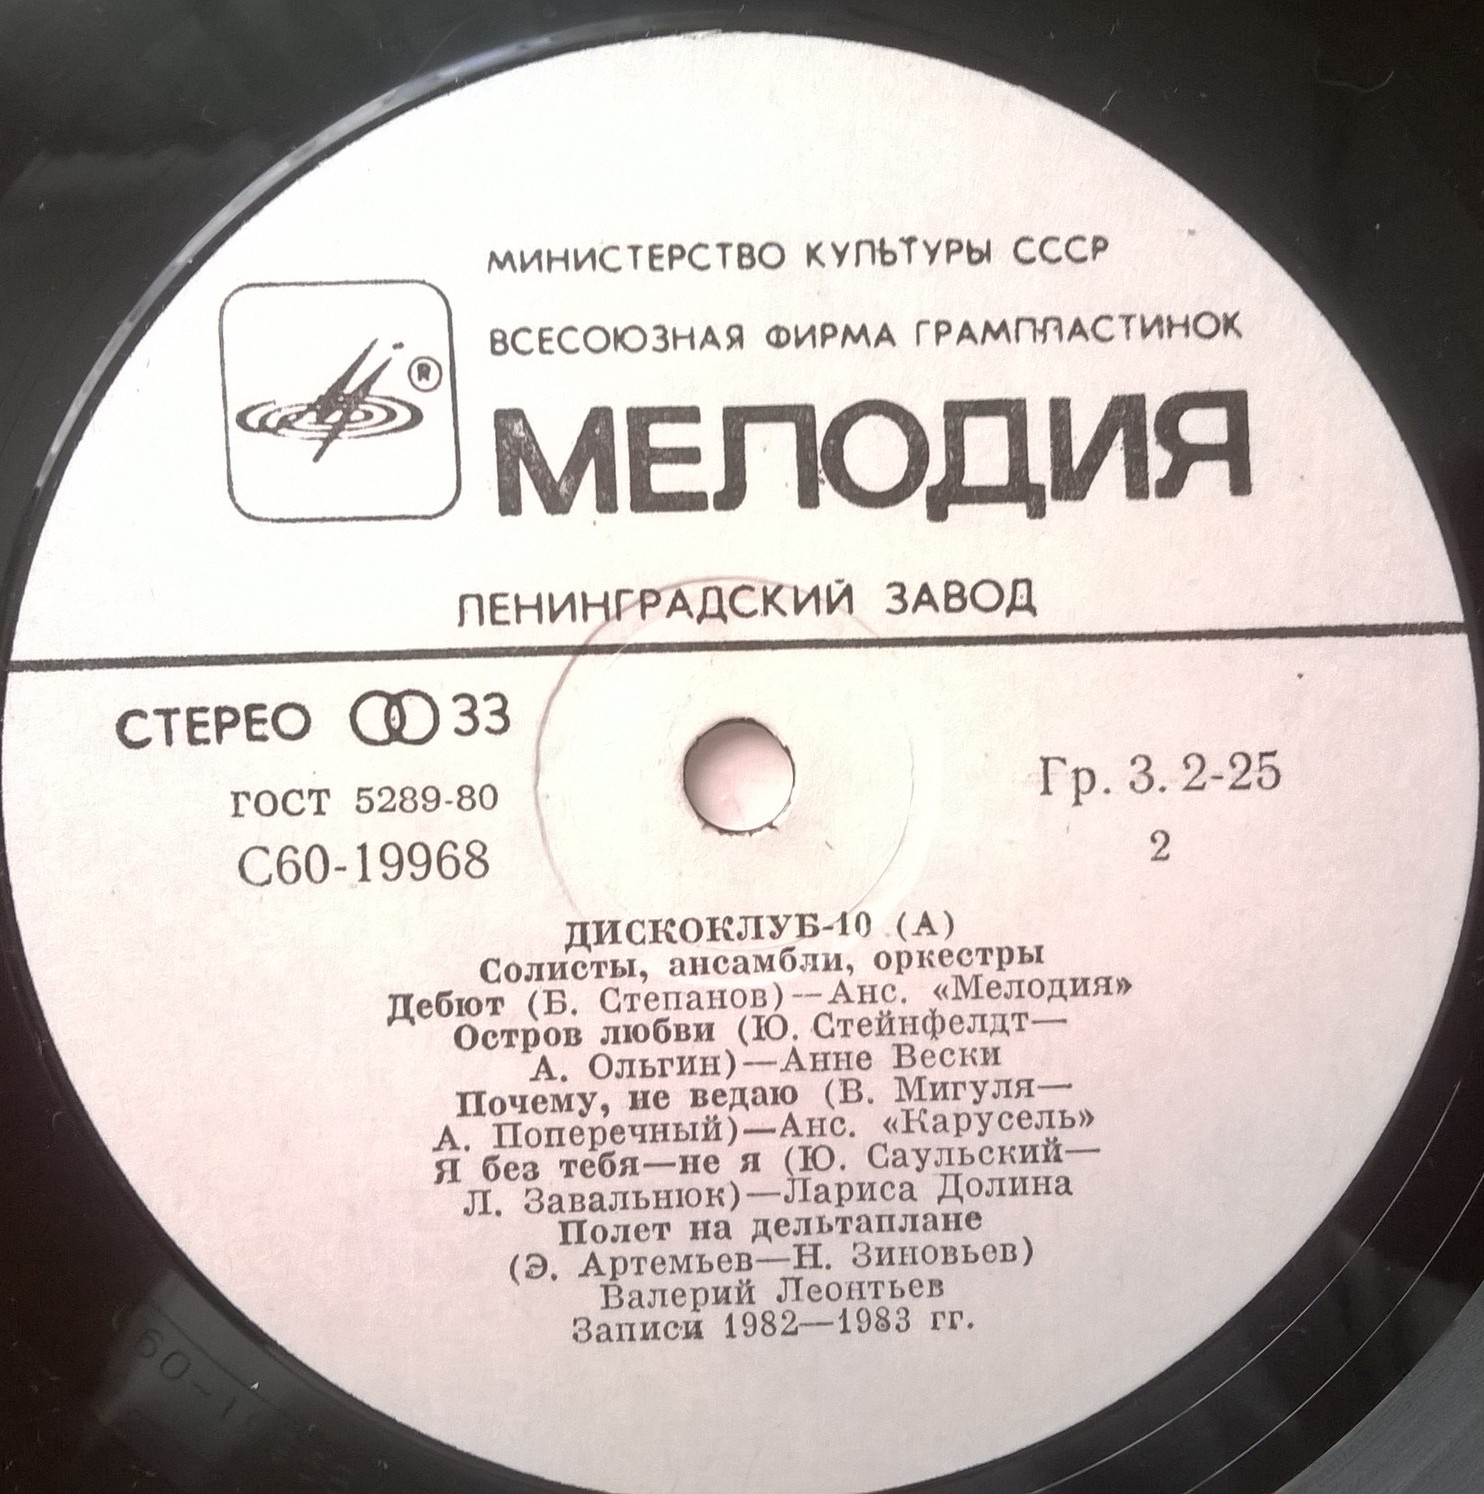 МИНИСТЕРСТВО КУЛЬТУРЫ СССР
ВСЕСОЮЗНАЯ ФИРМА ГРАМПЛАСТИНОК
®
МЕЛОДИЯ
ЛЕНИНГРАДСКИЙ ЗАВОД
СТЕРЕО 33
ГОСТ 5289-80
С60-19968
Гр. 3. 2-25
2
ДИСКОКЛУБ-10 (А)
Солисты, ансамбли, оркестры
Дебют (Б. Степанов)—Анс. «Мелодия»
Остров любви (Ю. Стейнфелдт—
А. Ольгин)—Анне Вески
Почему, не ведаю (В. Мигуля—
А. Поперечный)—Анс. «Карусель»
Я без тебя—не я (Ю. Саульский—
Л. Завальнюк)—Лариса Долина
Полет на дельтаплане
(Э. Артемьев—Н. Зиновьев)
Валерий Леонтьев
Записи 1982—1983 гг.